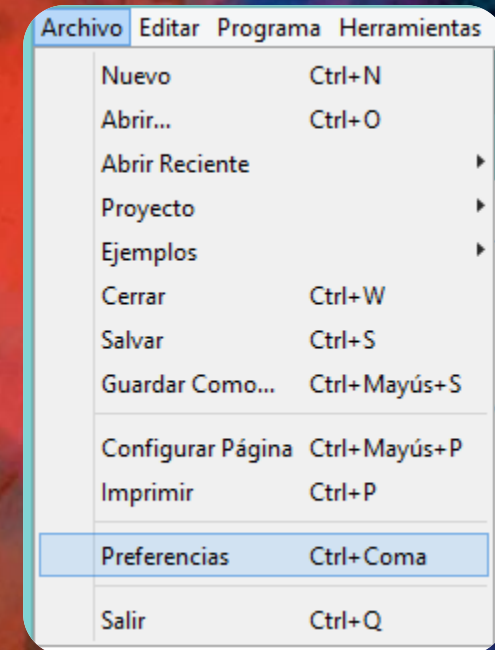 Archivo Editar Programa Herramientas
Nuevo Ctrl+N
Abrir... Ctrl+O
Abrir Reciente
Proyecto
Ejemplos
Cerrar Ctrl+W
Salvar Ctrl+S
Guardar Como... Ctrl+Mayús+S
Configurar Página Ctrl+Mayús+P
Imprimir Ctrl+P
Preferencias Ctrl+Coma
Salir Ctrl+Q